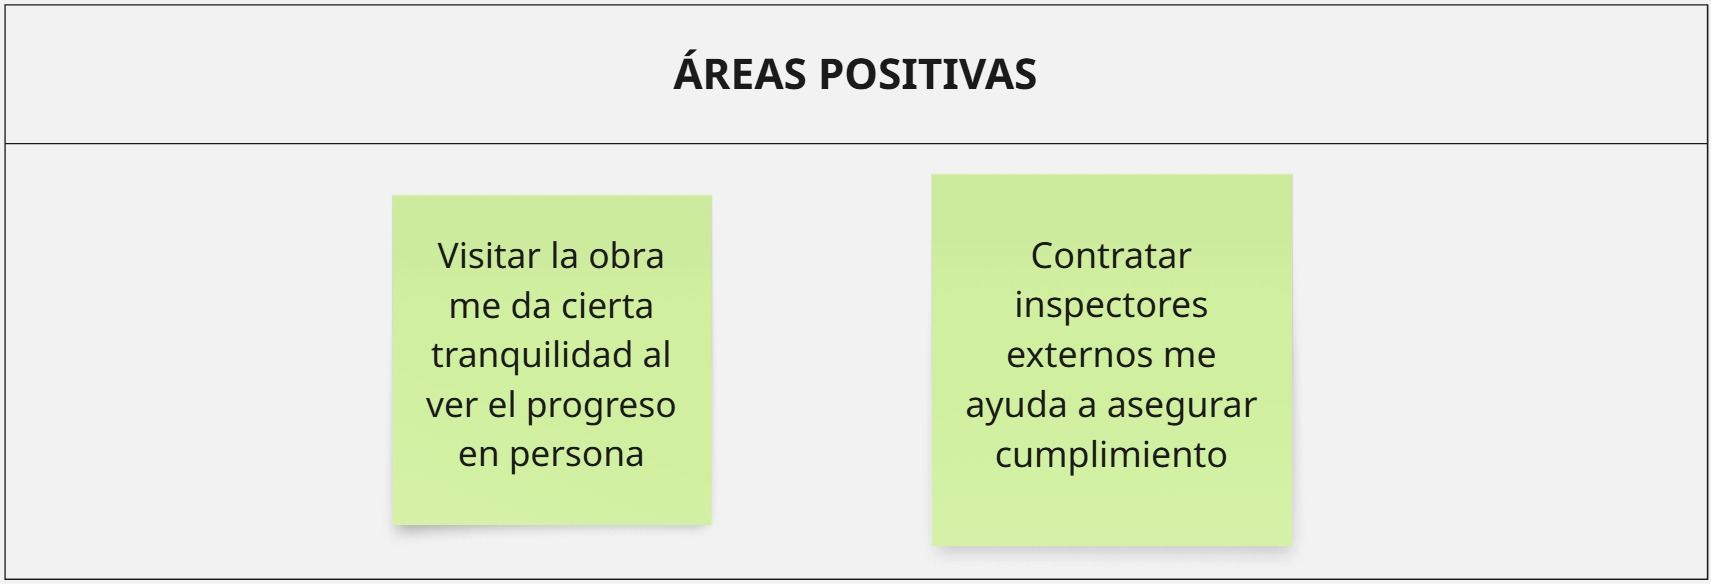 ÁREAS POSITIVAS
Visitar la obra
me da cierta
tranquilidad al
ver el progreso
en persona
Contratar
inspectores
externos me
ayuda a asegurar
cumplimiento